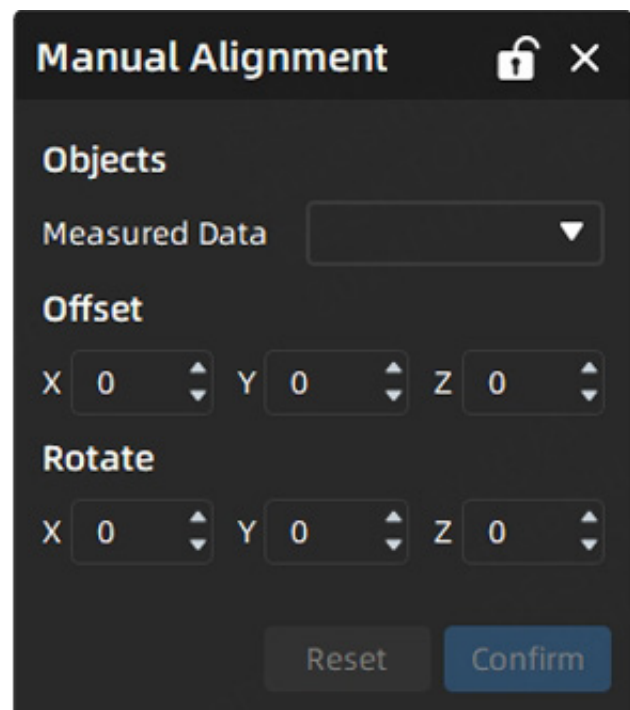 Manual Alignment
Objects
Measured Data
Offset
X 0 Y 0 Z 0
Rotate
X 0 Y 0 Z 0
Reset Confirm